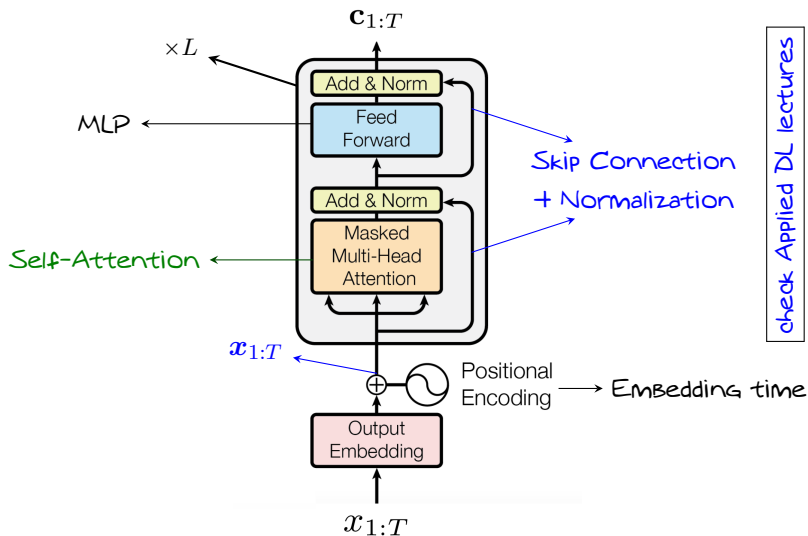 c₁:T
×L
Add & Norm
Feed
Forward
MLP
Skip Connection
+ Normalization
Add & Norm
Masked
Multi-Head
Attention
Self-Attention
x₁:T
Positional
Encoding
Embedding time
Output
Embedding
x₁:T
check Applied DL lectures